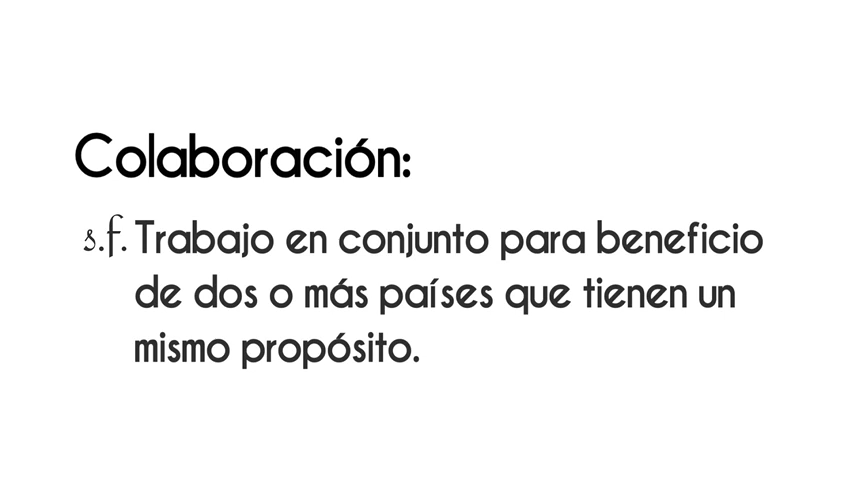 Colaboración:
s.f. Trabajo en conjunto para beneficio
de dos o más países que tienen un
mismo propósito.